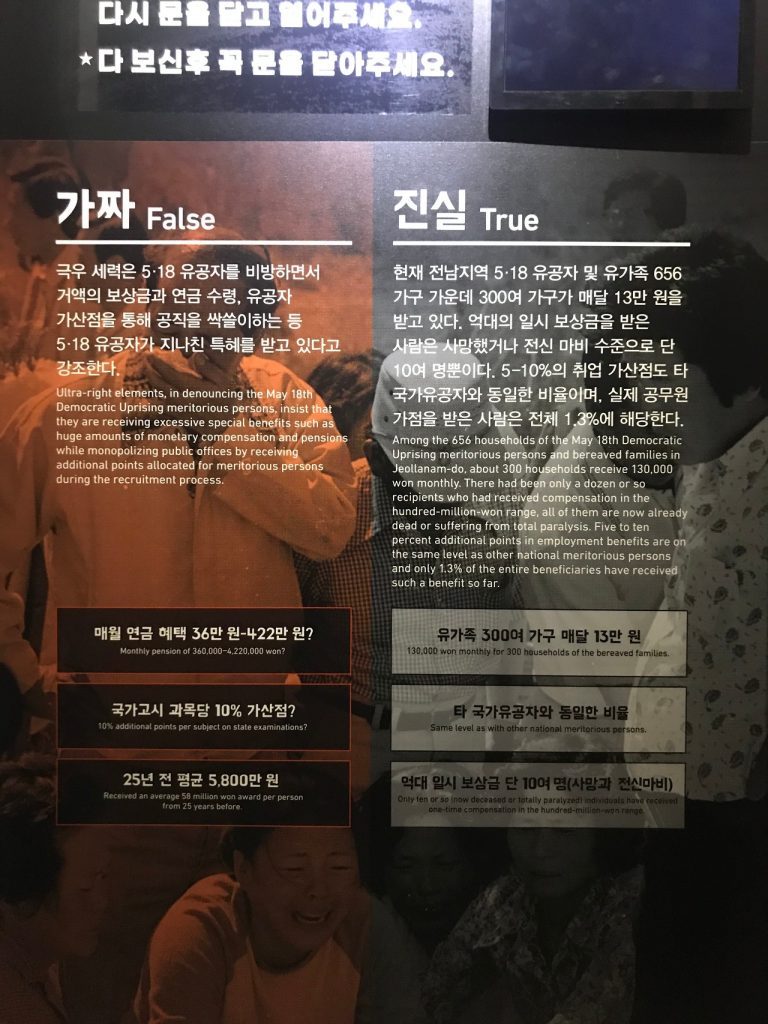 다시 문을 닫고 열어주세요.
★다 보신후 꼭 문을 닫아주세요.
가짜 False
극우 세력은 5·18 유공자를 비방하면서
거액의 보상금과 연금 수령, 유공자
가산점을 통해 공직을 싹쓸이하는 등
5·18 유공자가 지나친 특혜를 받고 있다고
강조한다.
Ultra-right elements, in denouncing the May 18th
Democratic Uprising meritorious persons, insist that
they are receiving excessive special benefits such as
huge amounts of monetary compensation and pensions
while monopolizing public offices by receiving
additional points allocated for meritorious persons
during the recruitment process.
매월 연금 혜택 36만 원-422만 원?
Monthly pension of 360,000–4,220,000 won?
국가고시 과목당 10% 가산점?
10% additional points per subject on state examinations?
25년 전 평균 5,800만 원
Received an average 58 million won award per person
from 25 years before.
진실 True
현재 전남지역 5·18 유공자 및 유가족 656
가구 가운데 300여 가구가 매달 13만 원을
받고 있다. 억대의 일시 보상금을 받은
사람은 사망했거나 전신 마비 수준으로 단
10여 명뿐이다. 5-10%의 취업 가산점도 타
국가유공자와 동일한 비율이며, 실제 공무원
가점을 받은 사람은 전체 1.3%에 해당한다.
Among the 656 households of the May 18th Democratic
Uprising meritorious persons and bereaved families in
Jeollanam-do, about 300 households receive 130,000
won monthly. There had been only a dozen or so
recipients who had received compensation in the
hundred-million-won range, all of them are now already
dead or suffering from total paralysis. Five to ten
percent additional points in employment benefits are on
the same level as other national meritorious persons
and only 1.3% of the entire beneficiaries have received
such a benefit so far.
유가족 300여 가구 매달 13만 원
130,000 won monthly for 300 households of the bereaved families.
타 국가유공자와 동일한 비율
Same level as with other national meritorious persons.
억대 일시 보상금 단 10여 명(사망과 전신마비)
Only ten or so (now deceased or totally paralyzed) individuals have received
one-time compensation in the hundred-million-won range.